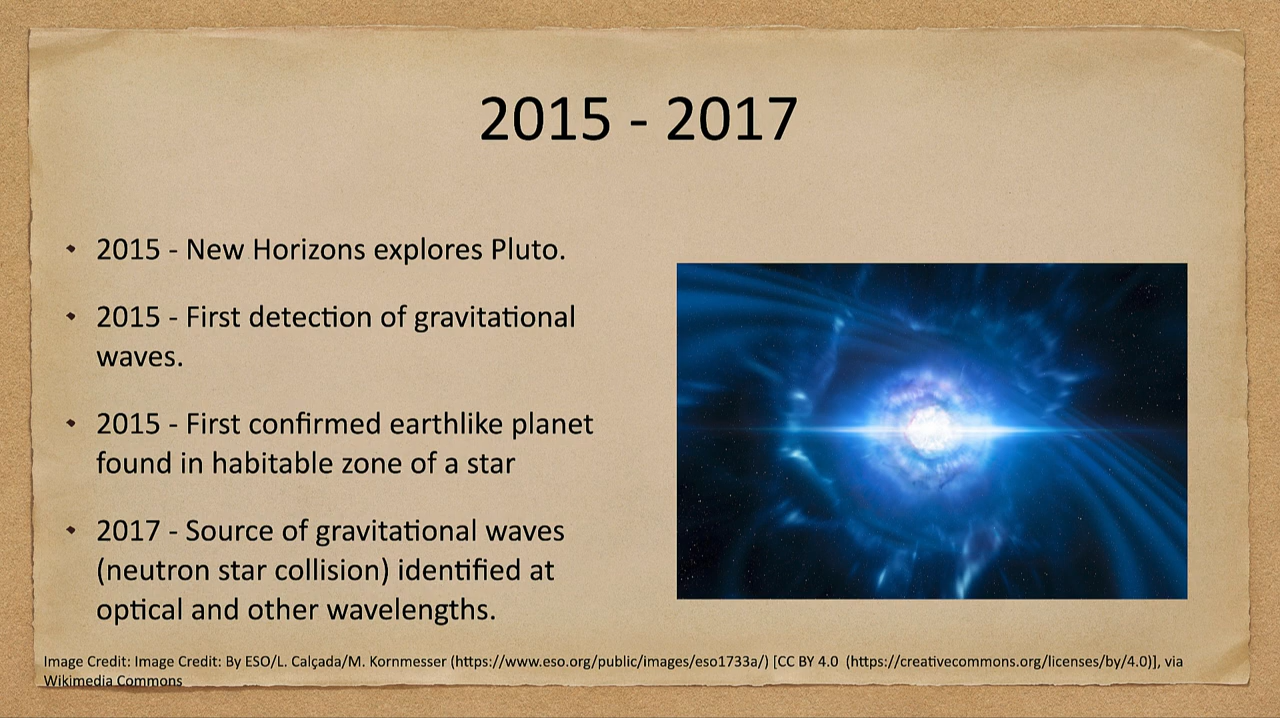 2015 - 2017
2015 - New Horizons explores Pluto.
2015 - First detection of gravitational
waves.
2015 - First confirmed earthlike planet
found in habitable zone of a star
2017 - Source of gravitational waves
(neutron star collision) identified at
optical and other wavelengths.
Image Credit: Image Credit: By ESO/L. Calçada/M. Kornmesser (https://www.eso.org/public/images/eso1733a/) [CC BY 4.0 (https://creativecommons.org/licenses/by/4.0)], via
Wikimedia Commons